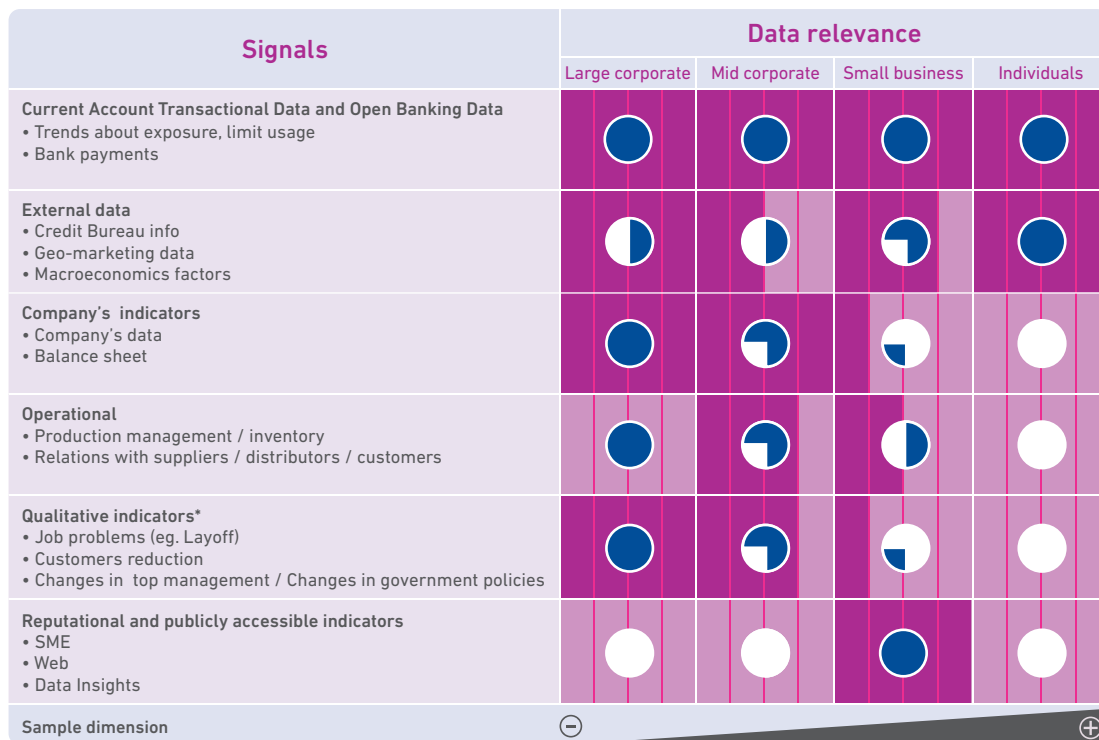 Signals
Data relevance
Large corporate
Mid corporate
Small business
Individuals
Current Account Transactional Data and Open Banking Data
• Trends about exposure, limit usage
• Bank payments
External data
• Credit Bureau info
• Geo-marketing data
• Macroeconomics factors
Company's indicators
• Company's data
• Balance sheet
Operational
• Production management / inventory
• Relations with suppliers / distributors / customers
Qualitative indicators*
• Job problems (eg. Layoff)
• Customers reduction
• Changes in top management / Changes in government policies
Reputational and publicly accessible indicators
• SME
• Web
• Data Insights
Sample dimension